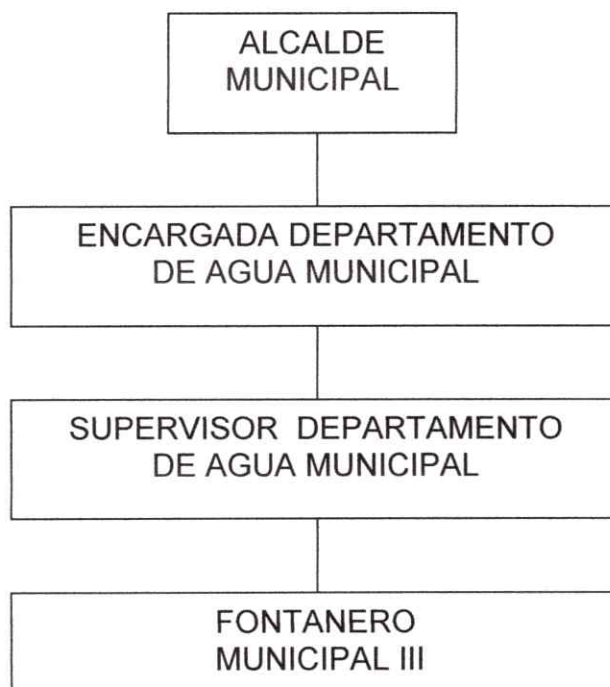 ALCALDE
MUNICIPAL
ENCARGADA DEPARTAMENTO
DE AGUA MUNICIPAL
SUPERVISOR DEPARTAMENTO
DE AGUA MUNICIPAL
FONTANERO
MUNICIPAL III